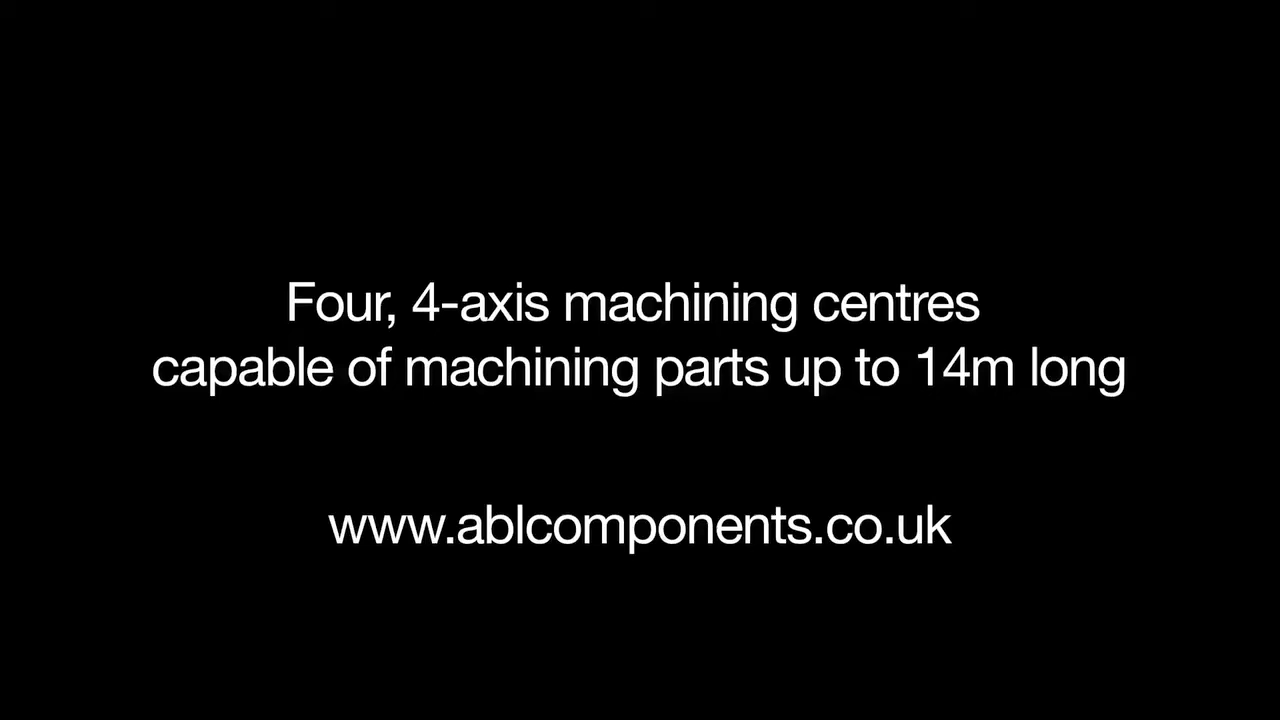 Four, 4-axis machining centres
capable of machining parts up to 14m long
www.ablcomponents.co.uk